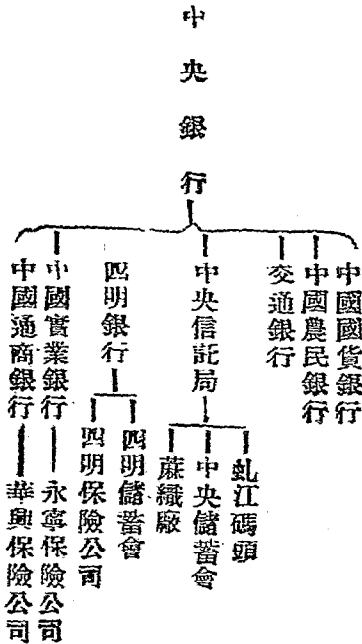 中央銀行
中國國貨銀行
中國農民銀行
交通銀行
中央信託局
虬江碼頭
中央儲蓄會
蔴織廠
四明銀行
四明儲蓄會
四明保險公司
中國實業銀行
永寧保險公司
中國通商銀行
華興保險公司